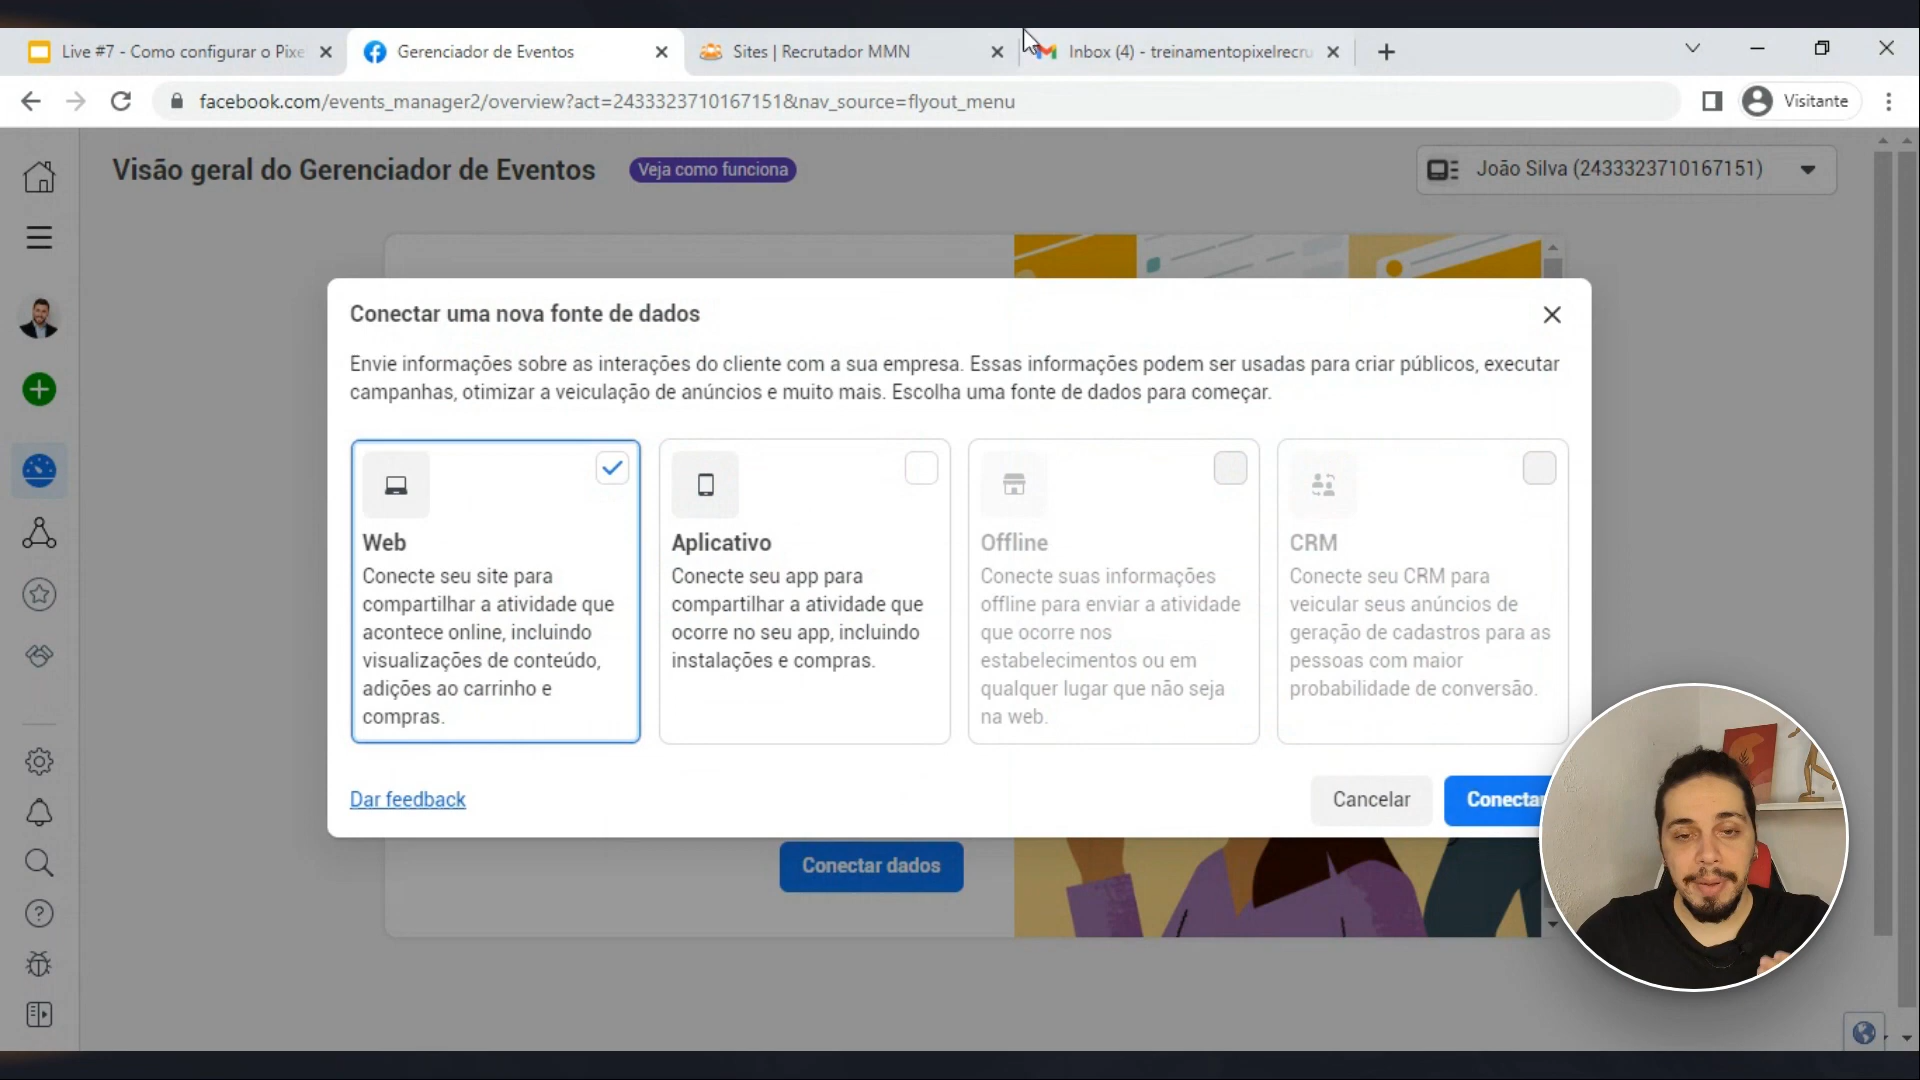 Live #7 - Como configurar o Pixe
Gerenciador de Eventos
Sites | Recrutador MMN
Inbox (4) - treinamentopixelrecru
facebook.com/events_manager2/overview?act=2433323710167151&nav_source=flyout_menu
Visitante
Visão geral do Gerenciador de Eventos
Veja como funciona
João Silva (2433323710167151)
Conectar uma nova fonte de dados
Envie informações sobre as interações do cliente com a sua empresa. Essas informações podem ser usadas para criar públicos, executar
campanhas, otimizar a veiculação de anúncios e muito mais. Escolha uma fonte de dados para começar.
Web
Conecte seu site para
compartilhar a atividade que
acontece online, incluindo
visualizações de conteúdo,
adições ao carrinho e
compras.
Aplicativo
Conecte seu app para
compartilhar a atividade que
ocorre no seu app, incluindo
instalações e compras.
Offline
Conecte suas informações
offline para enviar a atividade
que ocorre nos
estabelecimentos ou em
qualquer lugar que não seja
na web.
CRM
Conecte seu CRM para
veicular seus anúncios de
geração de cadastros para as
pessoas com maior
probabilidade de conversão.
Dar feedback
Cancelar
Conectar
Conectar dados